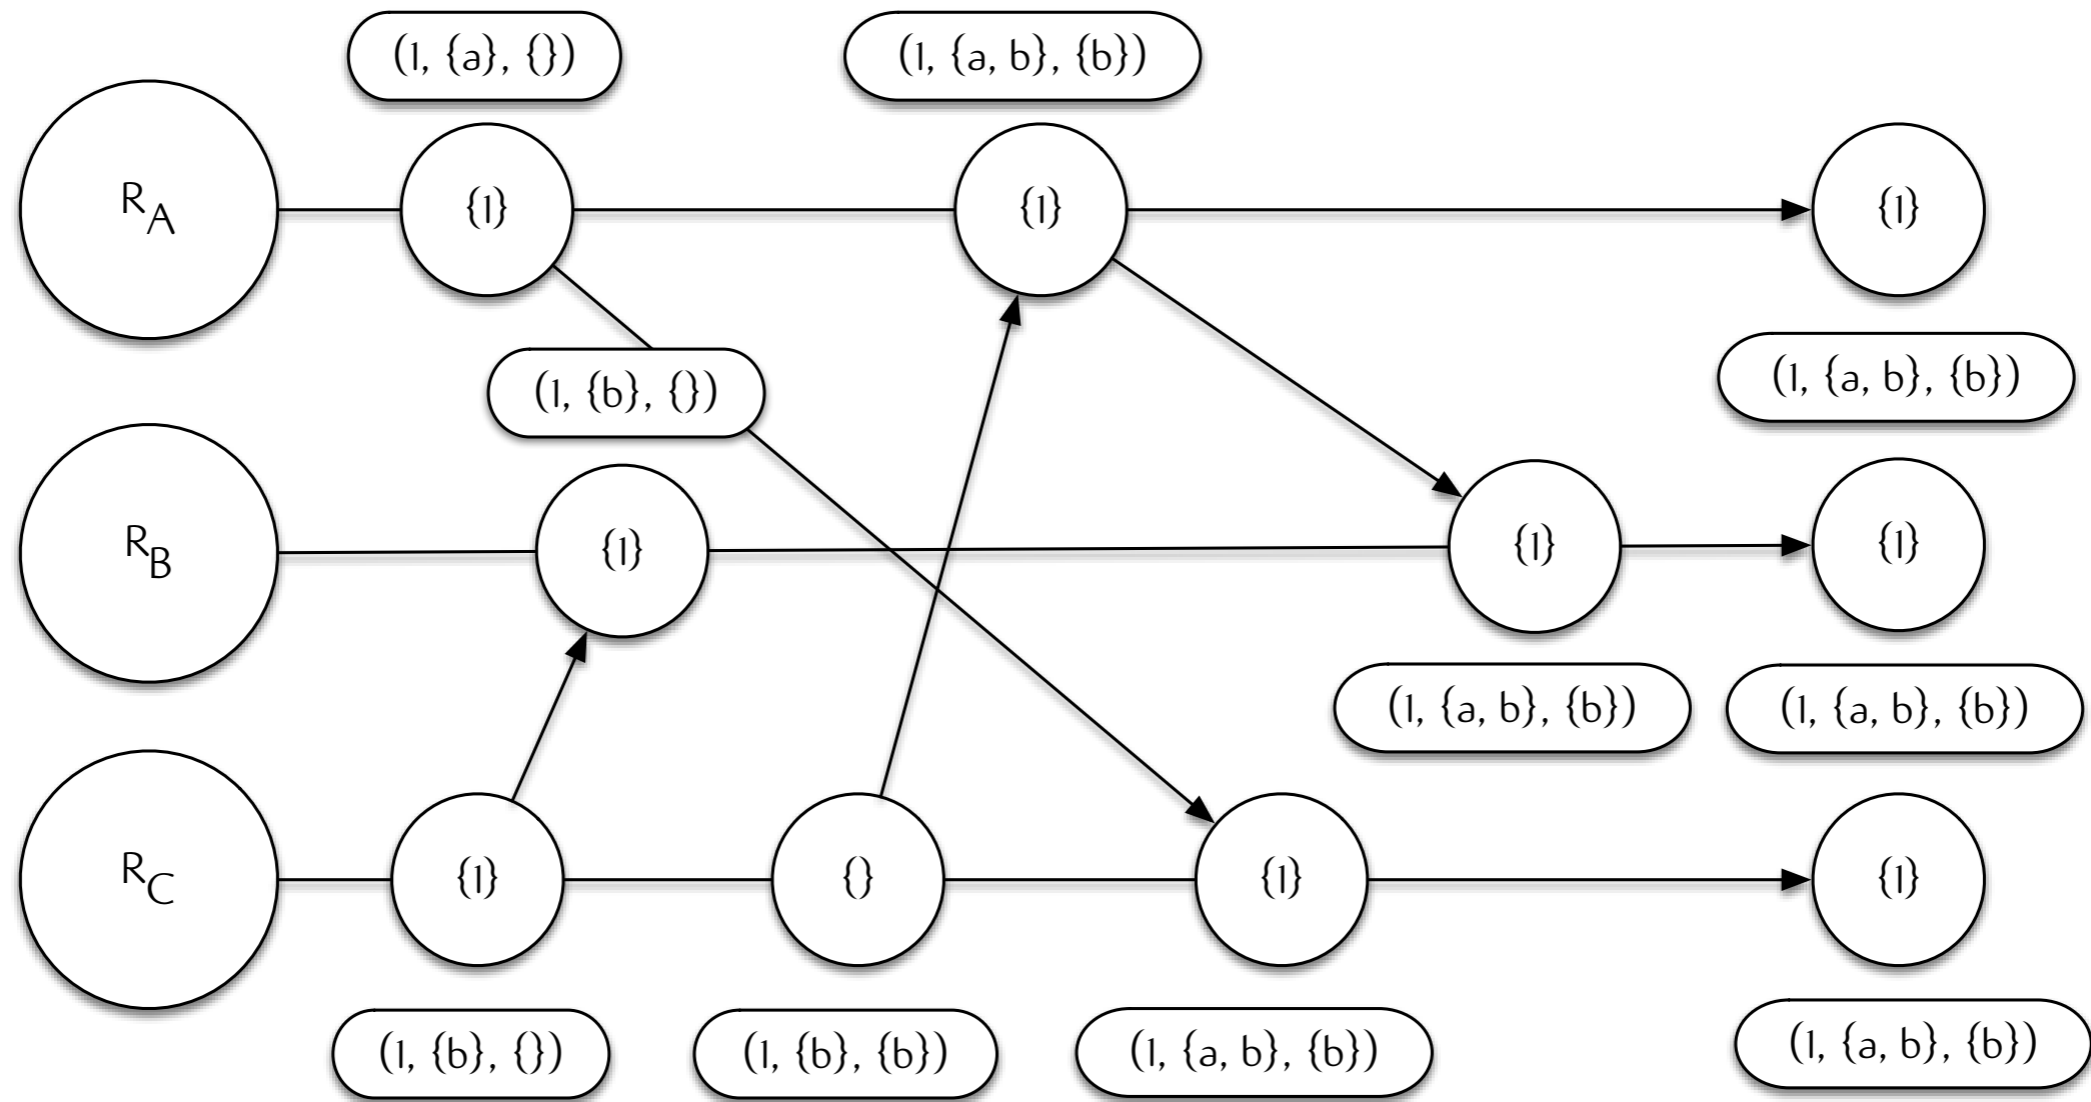 (1, {a}, {})
(1, {a, b}, {b})
R_A
{1}
{1}
{1}
(1, {b}, {})
(1, {a, b}, {b})
R_B
{1}
{1}
{1}
(1, {a, b}, {b})
(1, {a, b}, {b})
R_C
{1}
{}
{1}
{1}
(1, {b}, {})
(1, {b}, {b})
(1, {a, b}, {b})
(1, {a, b}, {b})